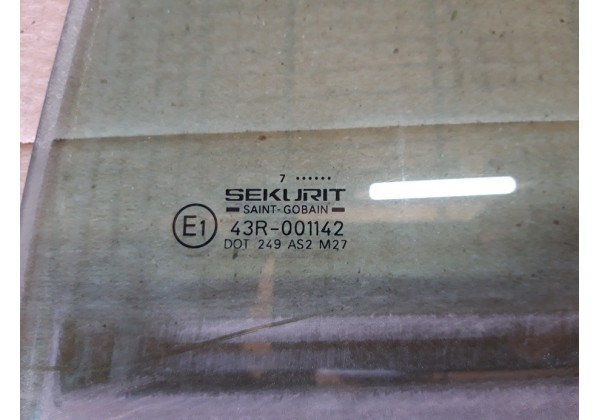 7 ......
SEKURIT
SAINT-GOBAIN
E1 43R-001142
DOT 249 AS2 M27